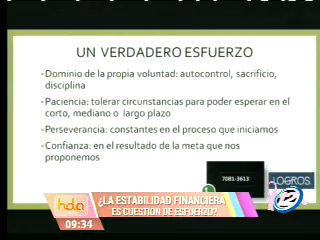 UN VERDADERO ESFUERZO
-Dominio de la propia voluntad: autocontrol, sacrificio,
disciplina
-Paciencia: tolerar circunstancias para poder esperar en el
corto, mediano o largo plazo
-Perseverancia: constantes en el proceso que iniciamos
-Confianza: en el resultado de la meta que nos
proponemos
7081-3613
LOGROS
hola
¿LA ESTABILIDAD FINANCIERA
ES CUESTIÓN DE ESFUERZO?
09:34